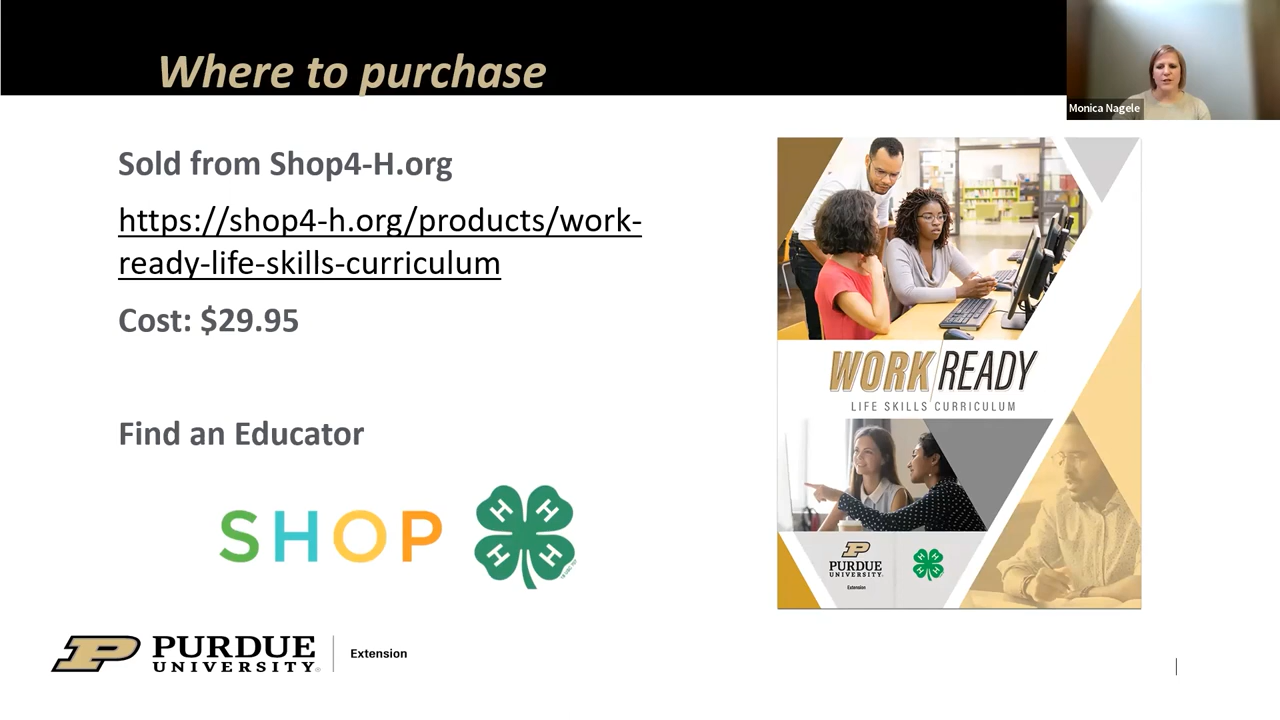 Where to purchase
Monica Nagele
Sold from Shop4-H.org
https://shop4-h.org/products/work-
ready-life-skills-curriculum
Cost: $29.95
Find an Educator
SHOP
H H
H H
WORK/READY
LIFE SKILLS CURRICULUM
PURDUE
UNIVERSITY.
Extension
PURDUE
UNIVERSITY.
Extension